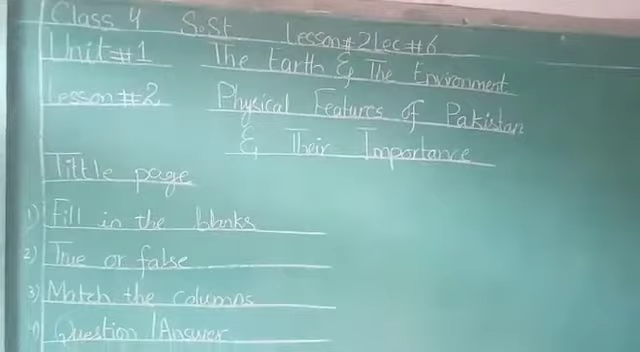 Class 4 S.St Lesson#2 Lec#6
Unit#1 The Earth & The Environment
Lesson#2 Physical Features of Pakistan
& Their Importance
Tittle page
1) Fill in the blanks
2) True or false
3) Match the columns
4) Question/Answer